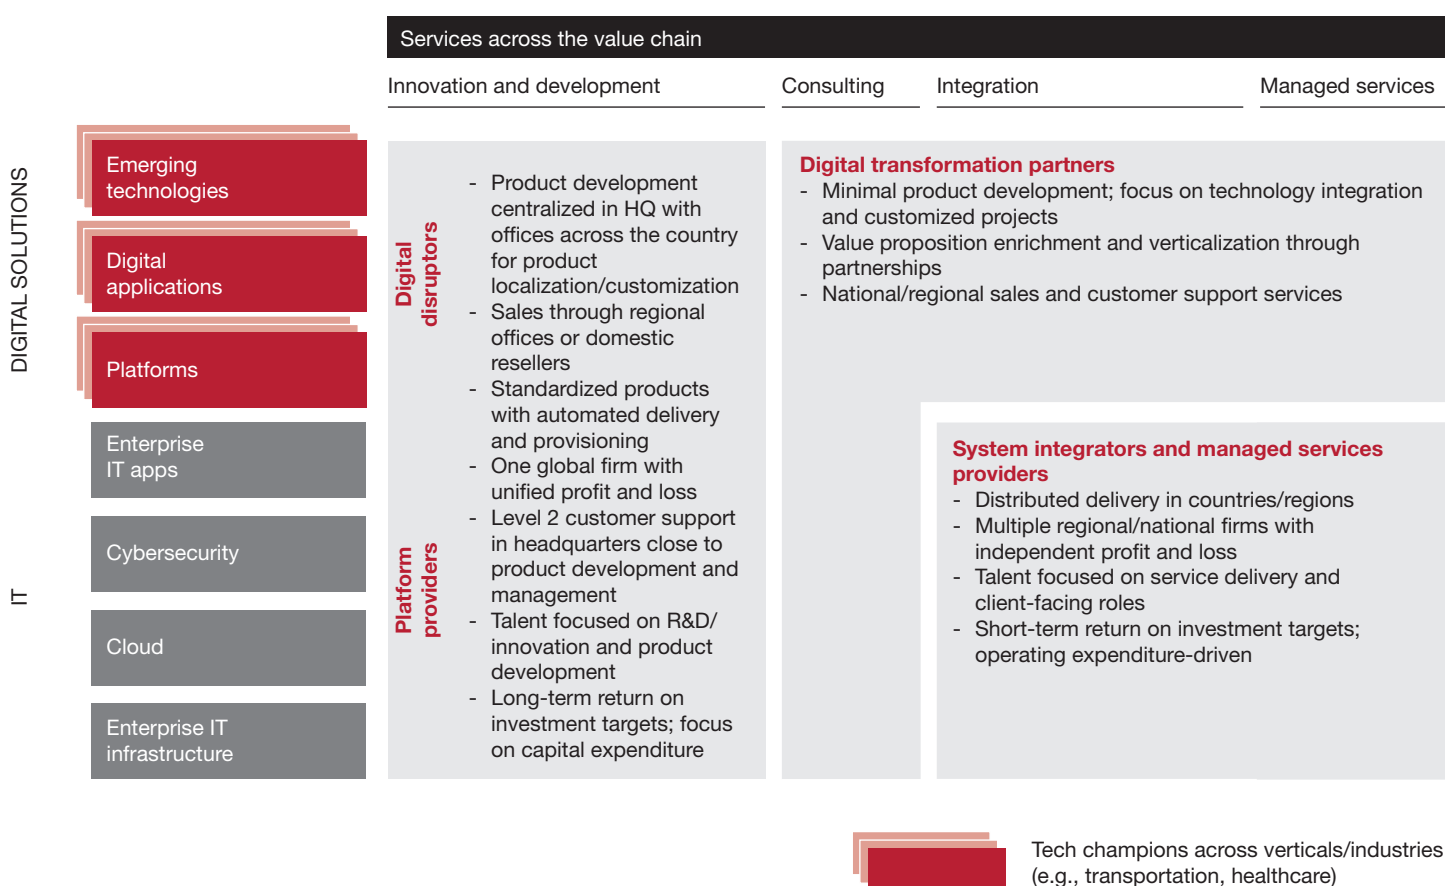 Services across the value chain
Innovation and development
Consulting
Integration
Managed services
DIGITAL SOLUTIONS
Emerging
technologies
Digital
applications
Platforms
IT
Enterprise
IT apps
Cybersecurity
Cloud
Enterprise IT
infrastructure
Digital
disruptors
Platform
providers
- Product development
centralized in HQ with
offices across the country
for product
localization/customization
- Sales through regional
offices or domestic
resellers
- Standardized products
with automated delivery
and provisioning
- One global firm with
unified profit and loss
- Level 2 customer support
in headquarters close to
product development and
management
- Talent focused on R&D/
innovation and product
development
- Long-term return on
investment targets; focus
on capital expenditure
Digital transformation partners
- Minimal product development; focus on technology integration
and customized projects
- Value proposition enrichment and verticalization through
partnerships
- National/regional sales and customer support services
System integrators and managed services
providers
- Distributed delivery in countries/regions
- Multiple regional/national firms with
independent profit and loss
- Talent focused on service delivery and
client-facing roles
- Short-term return on investment targets;
operating expenditure-driven
Tech champions across verticals/industries
(e.g., transportation, healthcare)